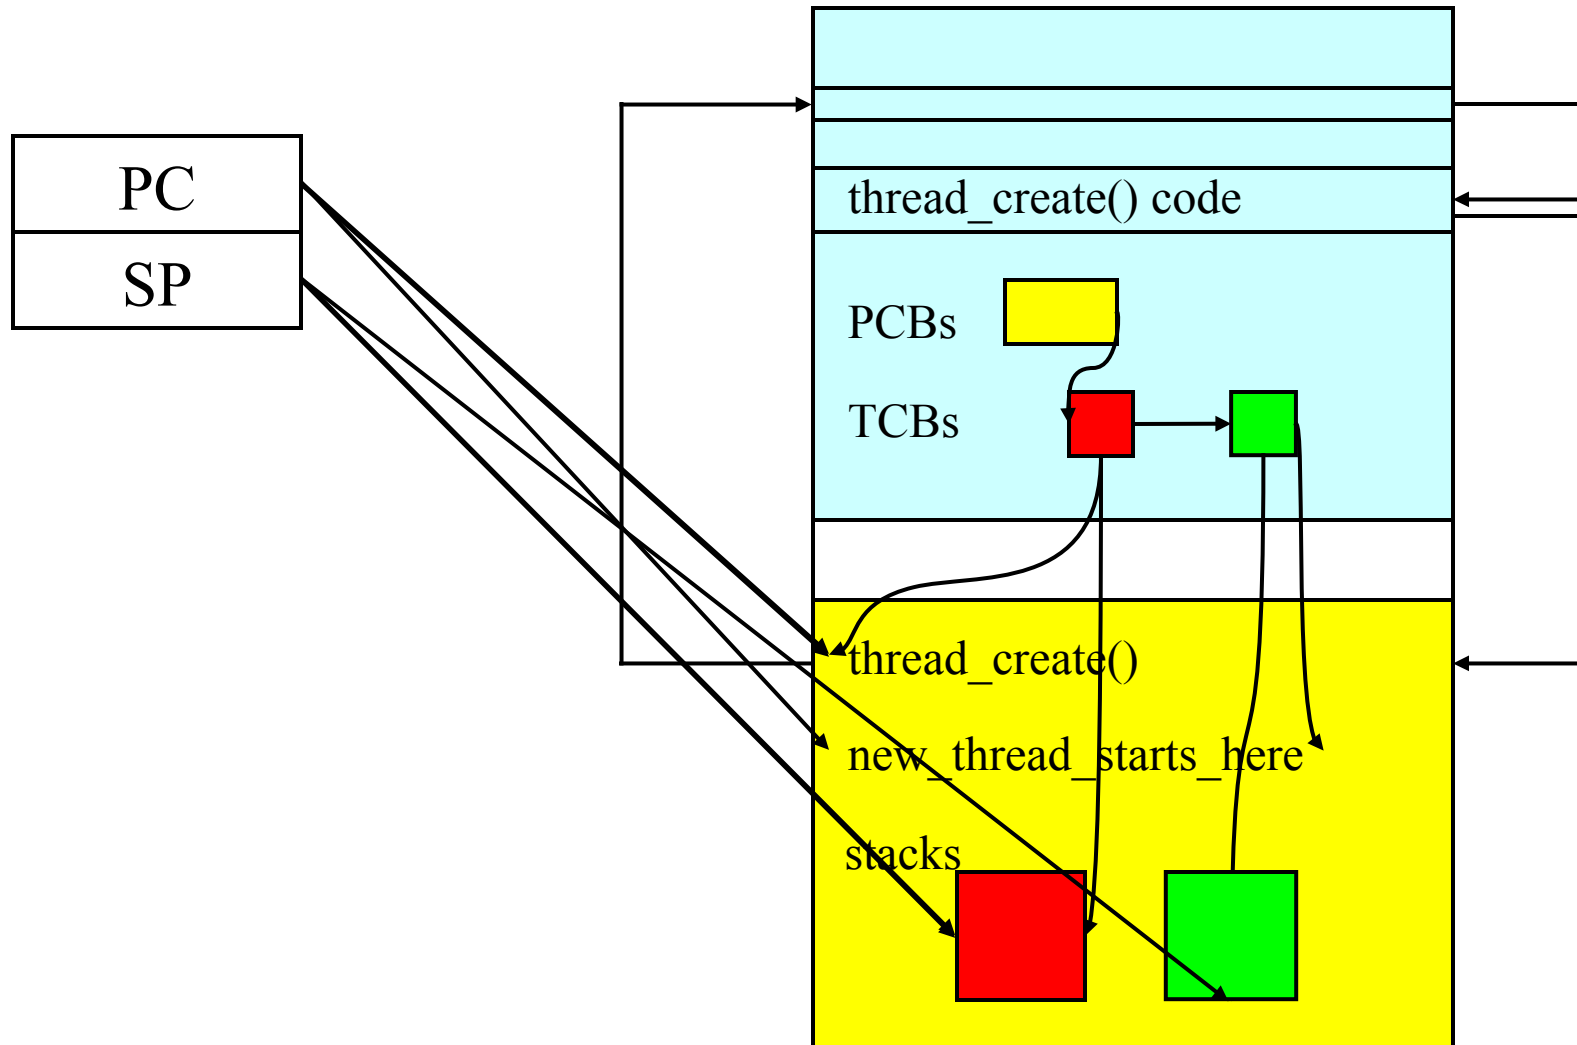 PC
SP
thread_create() code
PCBs
TCBs
thread_create()
new_thread_starts_here
stacks